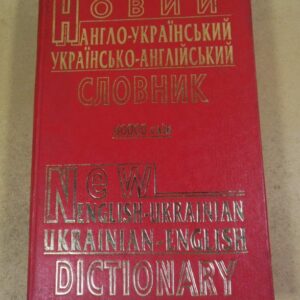 НОВИЙ
АНГЛО-УКРАЇНСЬКИЙ
УКРАЇНСЬКО-АНГЛІЙСЬКИЙ
СЛОВНИК
NEW
ENGLISH-UKRAINIAN
UKRAINIAN-ENGLISH
DICTIONARY